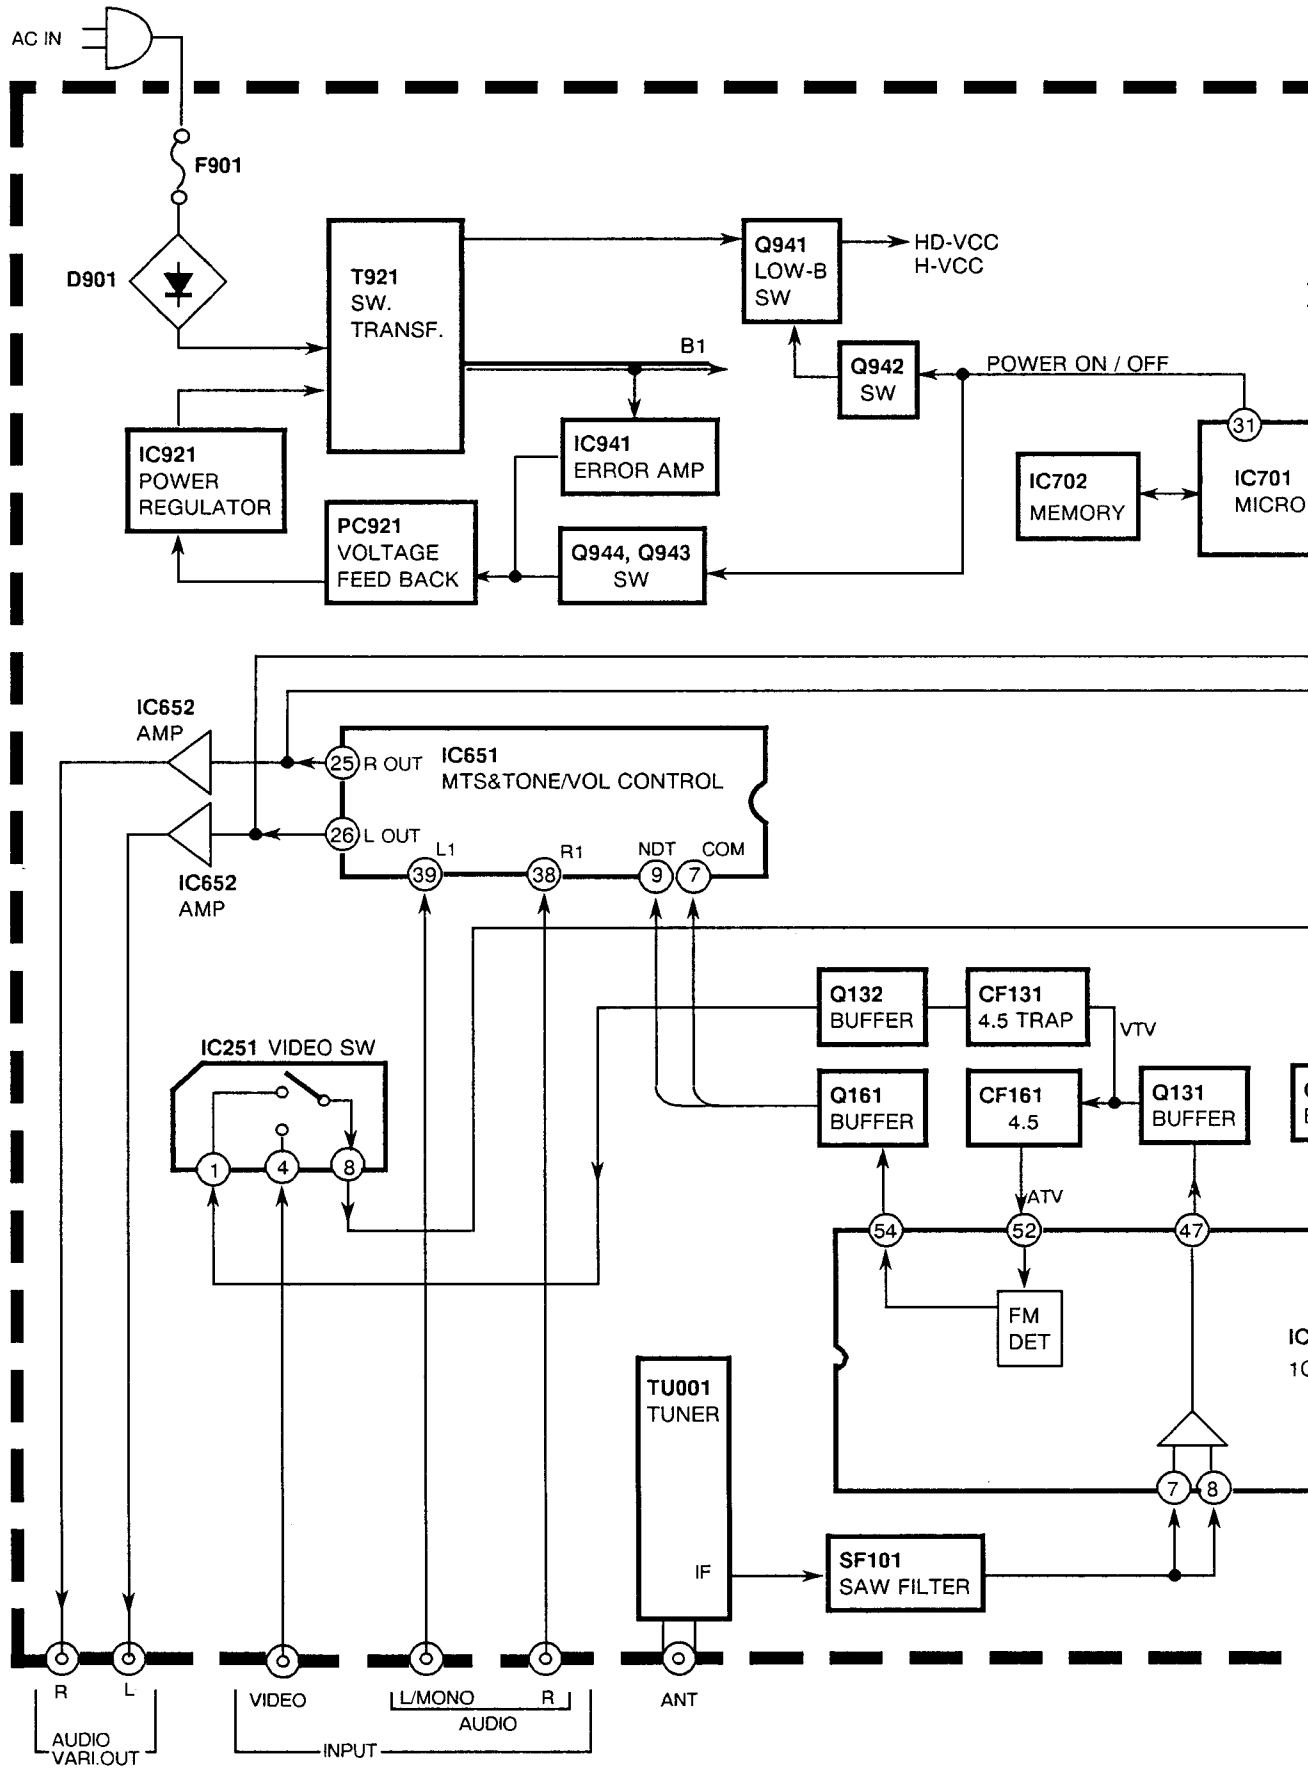 AC IN
F901
D901
T921
SW.
TRANSF.
Q941
LOW-B
SW
HD-VCC
H-VCC
B1
Q942
SW
POWER ON / OFF
31
IC921
POWER
REGULATOR
IC941
ERROR AMP
IC702
MEMORY
IC701
MICRO
PC921
VOLTAGE
FEED BACK
Q944, Q943
SW
IC652
AMP
25
R OUT
IC651
MTS&TONE/VOL CONTROL
26
L OUT
IC652
AMP
L1
39
R1
38
NDT
9
COM
7
Q132
BUFFER
CF131
4.5 TRAP
VTV
IC251 VIDEO SW
1
4
8
Q161
BUFFER
CF161
4.5
Q131
BUFFER
ATV
54
52
47
FM
DET
IC
TU001
TUNER
IF
7
8
SF101
SAW FILTER
R
L
AUDIO
VARI.OUT
VIDEO
L/MONO
R
AUDIO
INPUT
ANT